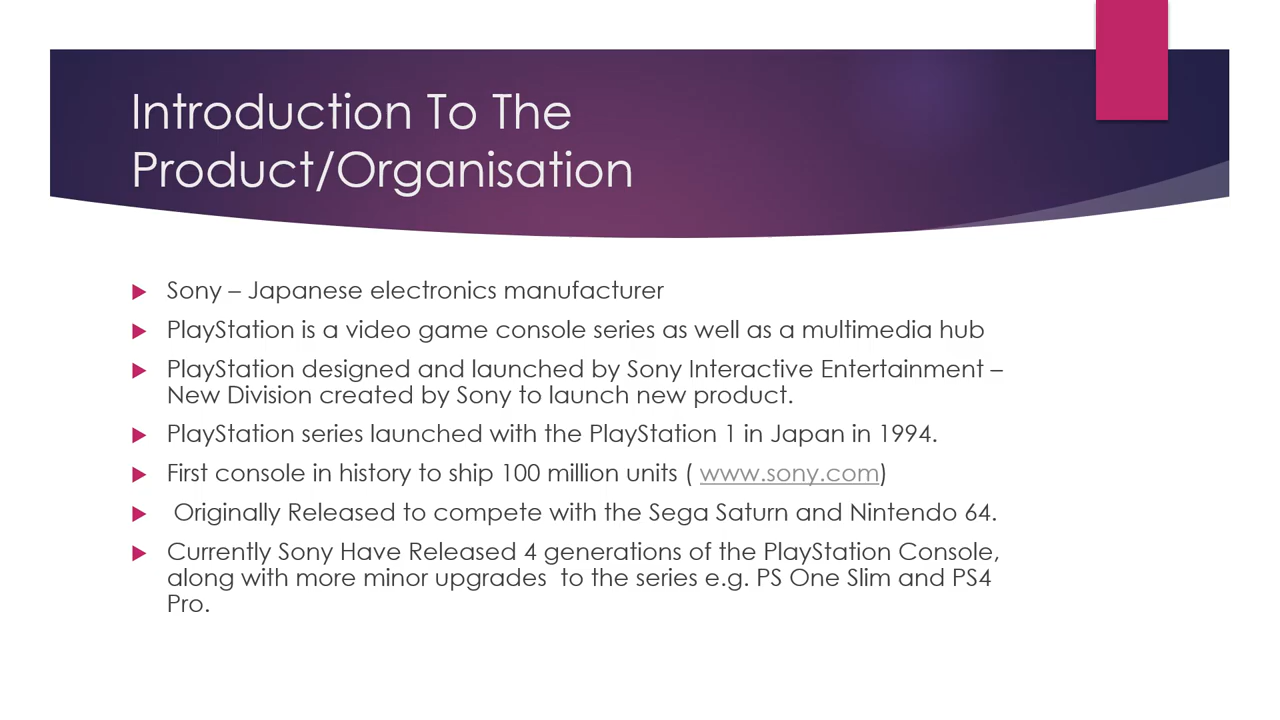 Introduction To The
Product/Organisation
Sony – Japanese electronics manufacturer
PlayStation is a video game console series as well as a multimedia hub
PlayStation designed and launched by Sony Interactive Entertainment –
New Division created by Sony to launch new product.
PlayStation series launched with the PlayStation 1 in Japan in 1994.
First console in history to ship 100 million units ( www.sony.com)
Originally Released to compete with the Sega Saturn and Nintendo 64.
Currently Sony Have Released 4 generations of the PlayStation Console,
along with more minor upgrades  to the series e.g. PS One Slim and PS4
Pro.